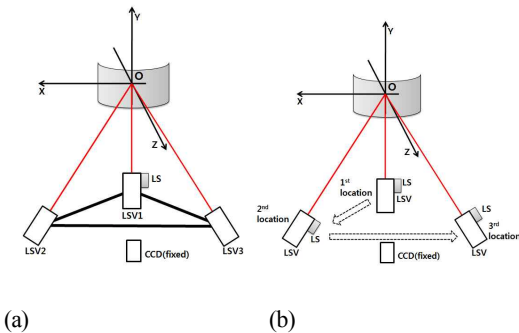 Y
O
X
Z
LS
LSV1
LSV2
LSV3
CCD(fixed)
(a)
Y
O
X
Z
1st
location
LS
LSV
2nd
location
LS
LSV
LS
3rd
location
LSV
CCD(fixed)
(b)